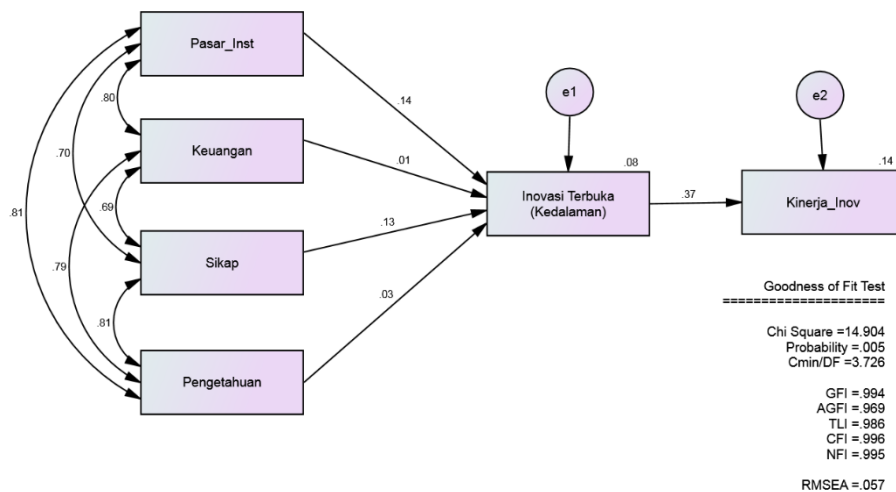 Pasar_Inst
e1
e2
.14
.80
Keuangan
.01
.08
.14
.70
Inovasi Terbuka
(Kedalaman)
.37
Kinerja_Inov
.69
.81
.13
Sikap
.79
.03
.81
Pengetahuan
Goodness of Fit Test
=====================
Chi Square =14.904
Probability =.005
Cmin/DF =3.726
GFI =.994
AGFI =.969
TLI =.986
CFI =.996
NFI =.995
RMSEA =.057